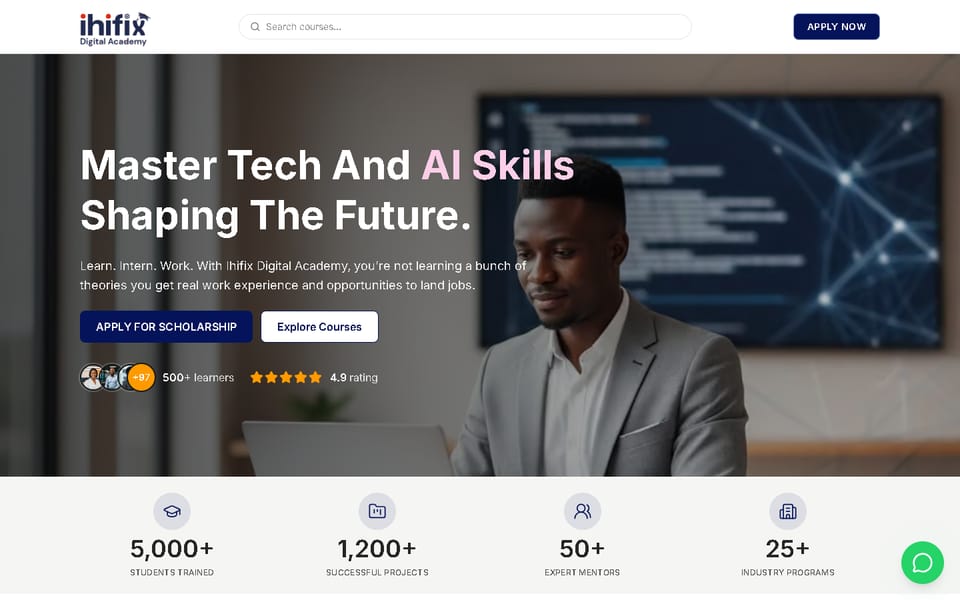 ihifix
Digital Academy
Search courses...
APPLY NOW
Master Tech And AI Skills
Shaping The Future.
Learn. Intern. Work. With Ihifix Digital Academy, you're not learning a bunch of
theories you get real work experience and opportunities to land jobs.
APPLY FOR SCHOLARSHIP
Explore Courses
+97
500+ learners
4.9 rating
5,000+
1,200+
50+
25+
STUDENTS TRAINED
SUCCESSFUL PROJECTS
EXPERT MENTORS
INDUSTRY PROGRAMS